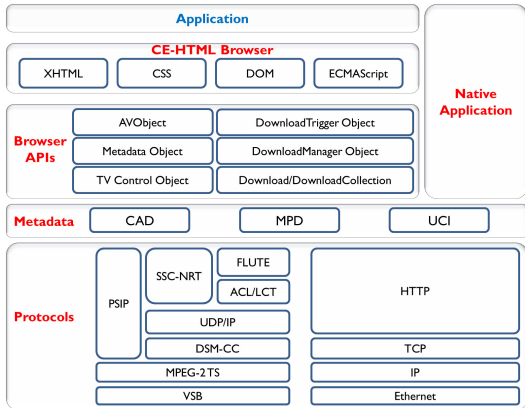 Application
CE-HTML Browser
XHTML
CSS
DOM
ECMAScript
Native
Application
Browser
APIs
AVObject
DownloadTrigger Object
Metadata Object
DownloadManager Object
TV Control Object
Download/DownloadCollection
Metadata
CAD
MPD
UCI
Protocols
PSIP
SSC-NRT
FLUTE
ACL/LCT
UDP/IP
DSM-CC
MPEG-2 TS
VSB
HTTP
TCP
IP
Ethernet